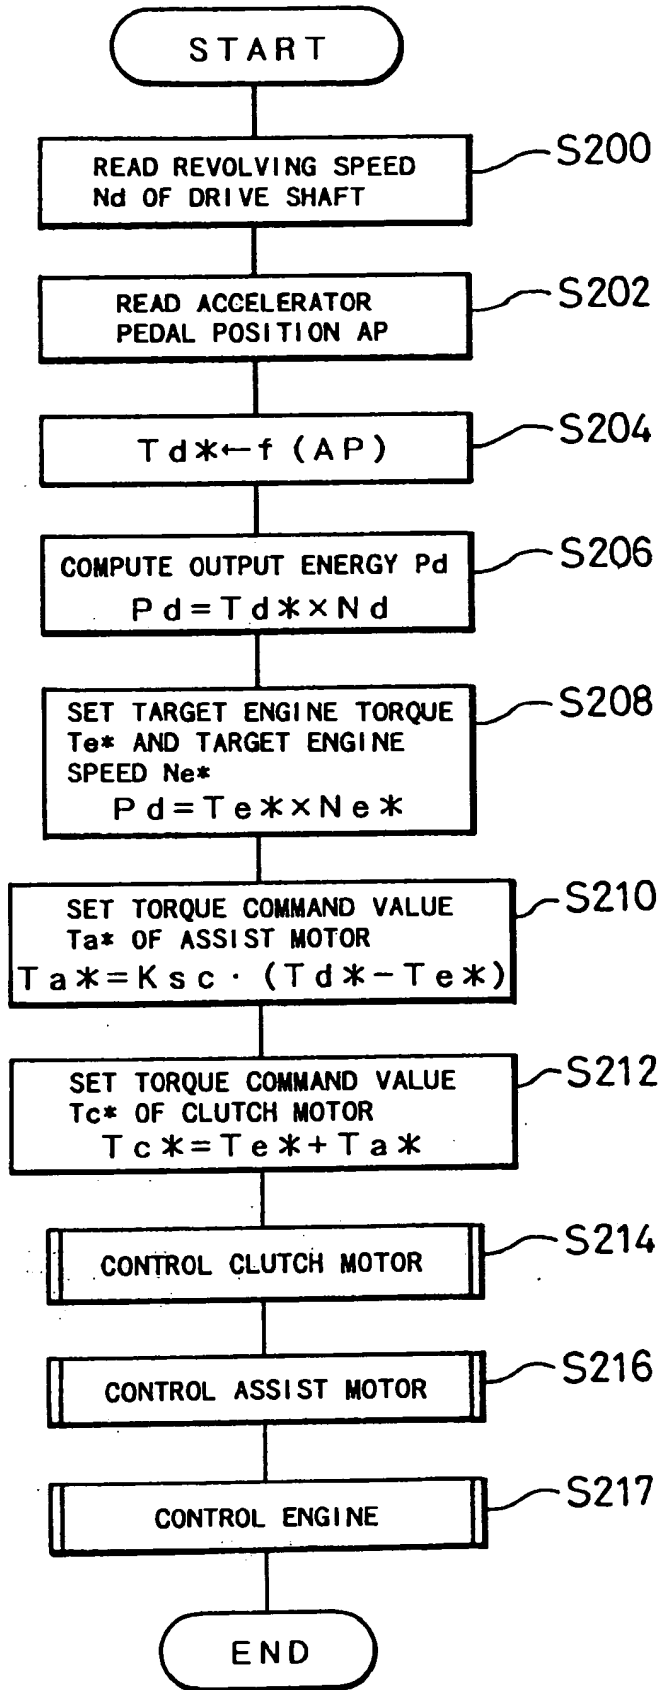 START
READ REVOLVING SPEED
Nd OF DRIVE SHAFT
S200
READ ACCELERATOR
PEDAL POSITION AP
S202
Td*←f(AP)
S204
COMPUTE OUTPUT ENERGY Pd
Pd=Td*×Nd
S206
SET TARGET ENGINE TORQUE
Te* AND TARGET ENGINE
SPEED Ne*
Pd=Te*×Ne*
S208
SET TORQUE COMMAND VALUE
Ta* OF ASSIST MOTOR
Ta*=Ksc·(Td*-Te*)
S210
SET TORQUE COMMAND VALUE
Tc* OF CLUTCH MOTOR
Tc*=Te*+Ta*
S212
CONTROL CLUTCH MOTOR
S214
CONTROL ASSIST MOTOR
S216
CONTROL ENGINE
S217
END